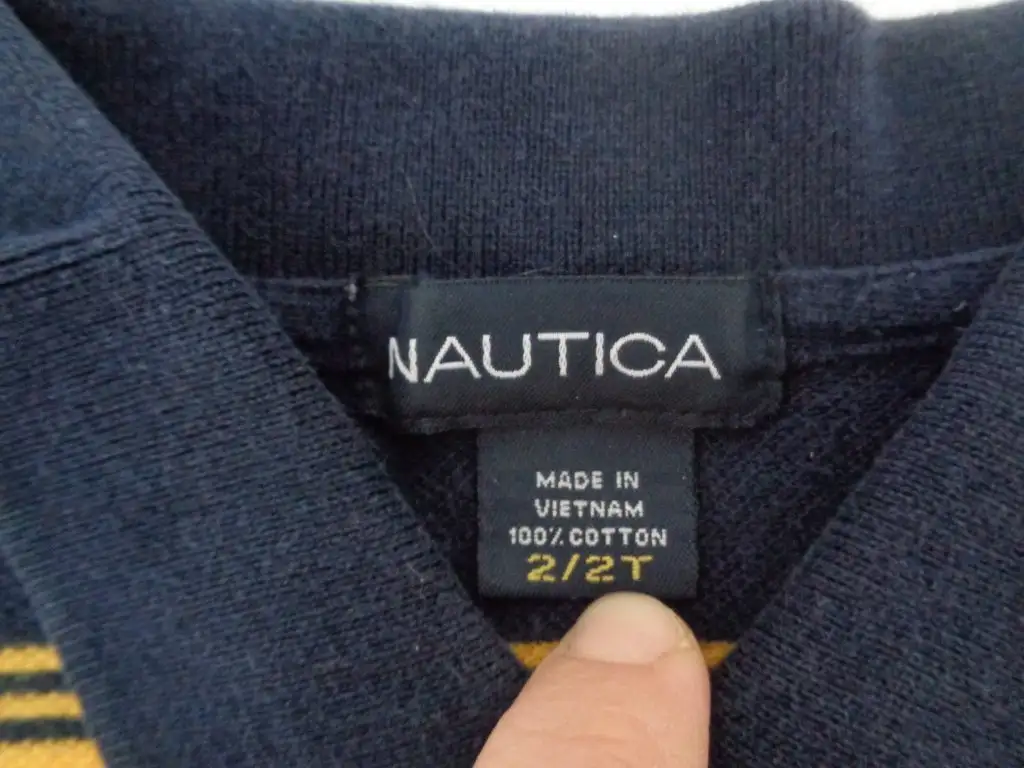 NAUTICA
MADE IN
VIETNAM
100% COTTON
2/2T